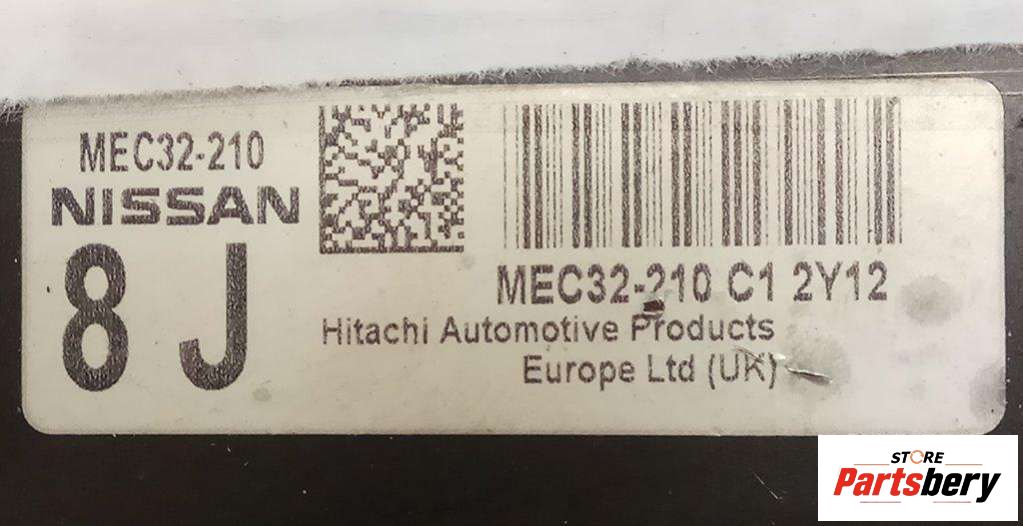 MEC32-210
NISSAN
8 J
MEC32-210 C1 2Y12
Hitachi Automotive Products
Europe Ltd (UK)
STORE
Partsbery